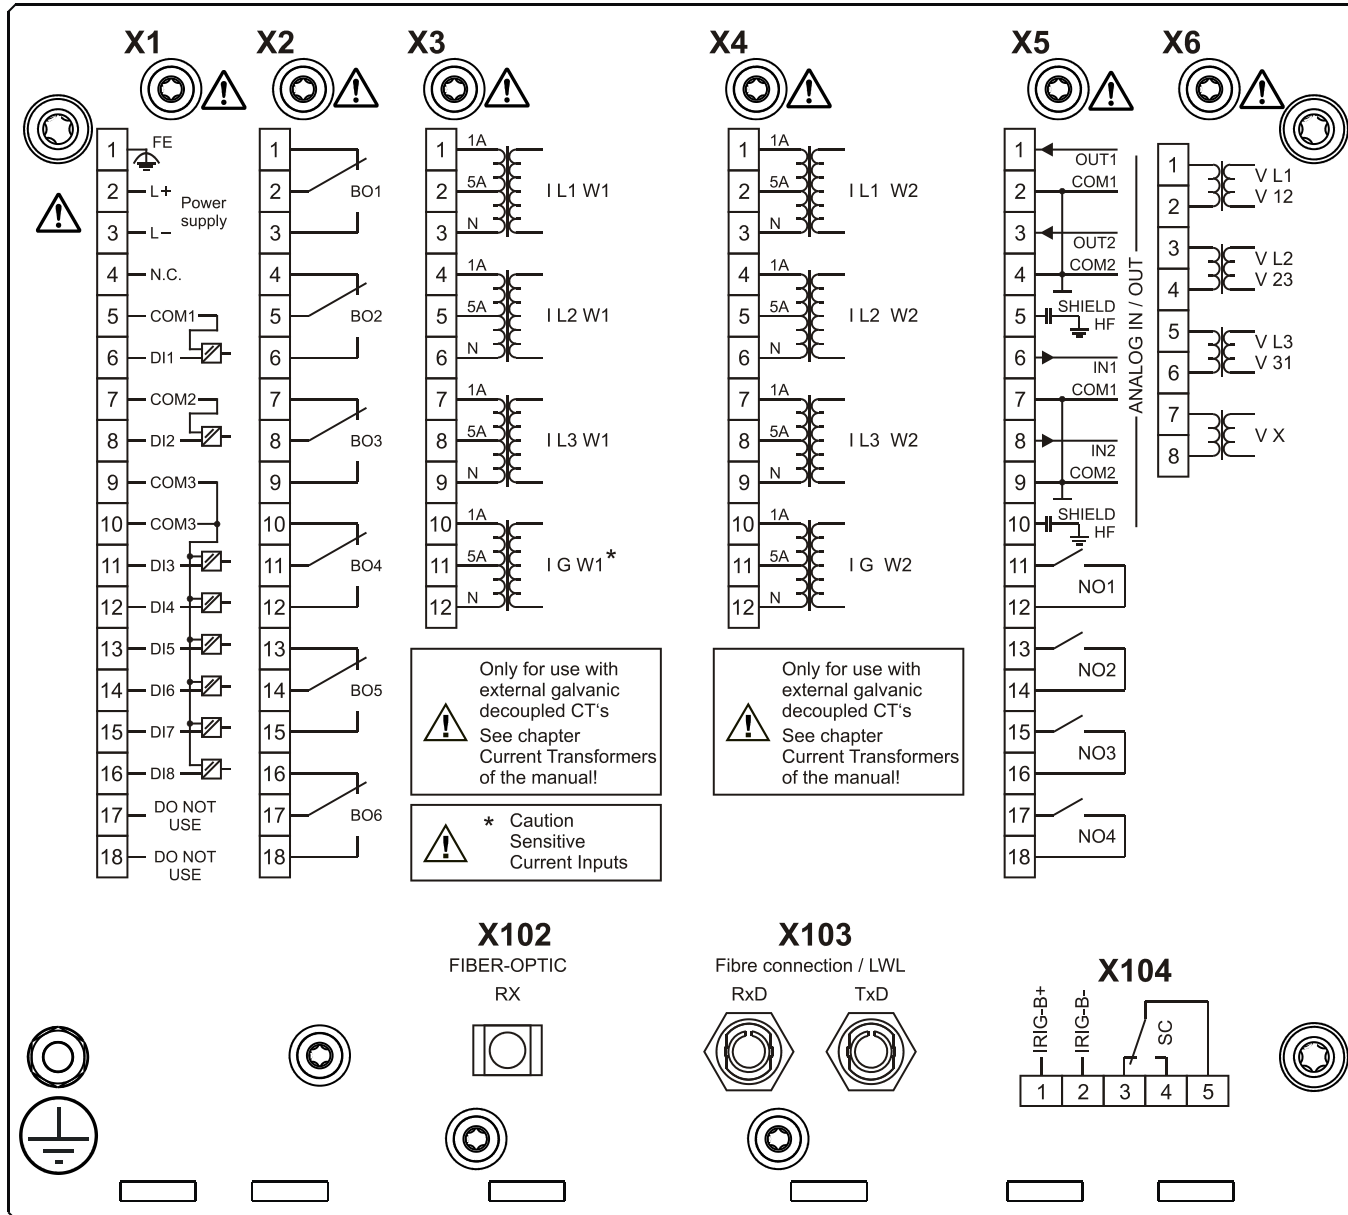 X1
X2
X3
X4
X5
X6
1 FE
2 L+
Power
supply
3 L–
4 N.C.
5 COM1
6 DI1
7 COM2
8 DI2
9 COM3
10 COM3
11 DI3
12 DI4
13 DI5
14 DI6
15 DI7
16 DI8
17 DO NOT
USE
18 DO NOT
USE
1
2 BO1
3
4
5 BO2
6
7
8 BO3
9
10
11 BO4
12
13
14 BO5
15
16
17 BO6
18
1 1A
2 5A I L1 W1
3 N
4 1A
5 5A I L2 W1
6 N
7 1A
8 5A I L3 W1
9 N
10 1A
11 5A I G W1*
12 N
Only for use with
external galvanic
decoupled CT‘s
See chapter
Current Transformers
of the manual!
* Caution
Sensitive
Current Inputs
1 1A
2 5A I L1 W2
3 N
4 1A
5 5A I L2 W2
6 N
7 1A
8 5A I L3 W2
9 N
10 1A
11 5A I G W2
12 N
Only for use with
external galvanic
decoupled CT‘s
See chapter
Current Transformers
of the manual!
1 OUT1
2 COM1
3 OUT2
4 COM2
5 SHIELD
HF
6 IN1
7 COM1
8 IN2
9 COM2
10 SHIELD
HF
ANALOG IN / OUT
11
NO1
12
13
NO2
14
15
NO3
16
17
NO4
18
1 V L1
2 V 12
3 V L2
4 V 23
5 V L3
6 V 31
7 V X
8
X102
FIBER-OPTIC
RX
X103
Fibre connection / LWL
RxD TxD
X104
IRIG-B+
IRIG-B-
SC
1 2 3 4 5